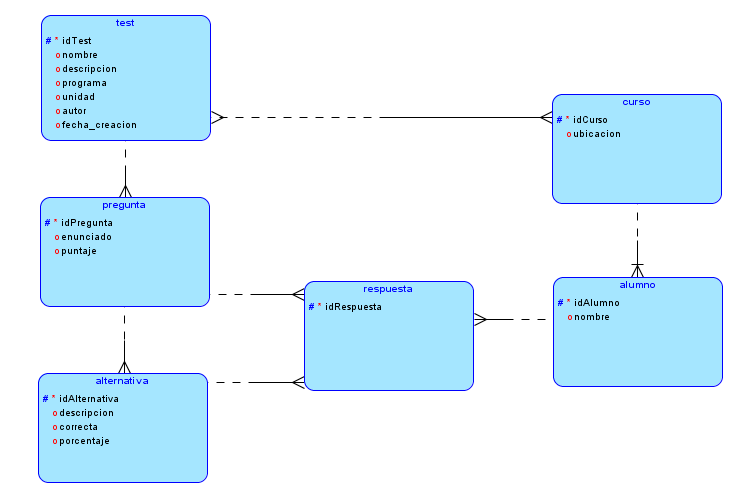 test
# * idTest
o nombre
o descripcion
o programa
o unidad
o autor
o fecha_creacion
curso
# * idCurso
o ubicacion
pregunta
# * idPregunta
o enunciado
o puntaje
respuesta
# * idRespuesta
alumno
# * idAlumno
o nombre
alternativa
# * idAlternativa
o descripcion
o correcta
o porcentaje